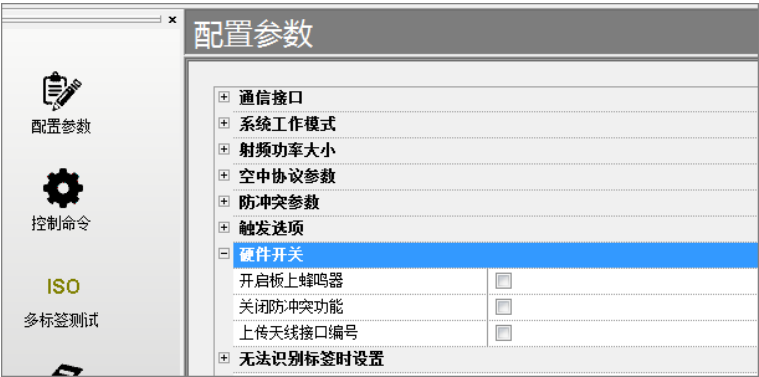 配置参数
配置参数
控制命令
ISO
多标签测试
通信接口
系统工作模式
射频功率大小
空中协议参数
防冲突参数
触发选项
硬件开关
开启板上蜂鸣器
关闭防冲突功能
上传天线接口编号
无法识别标签时设置